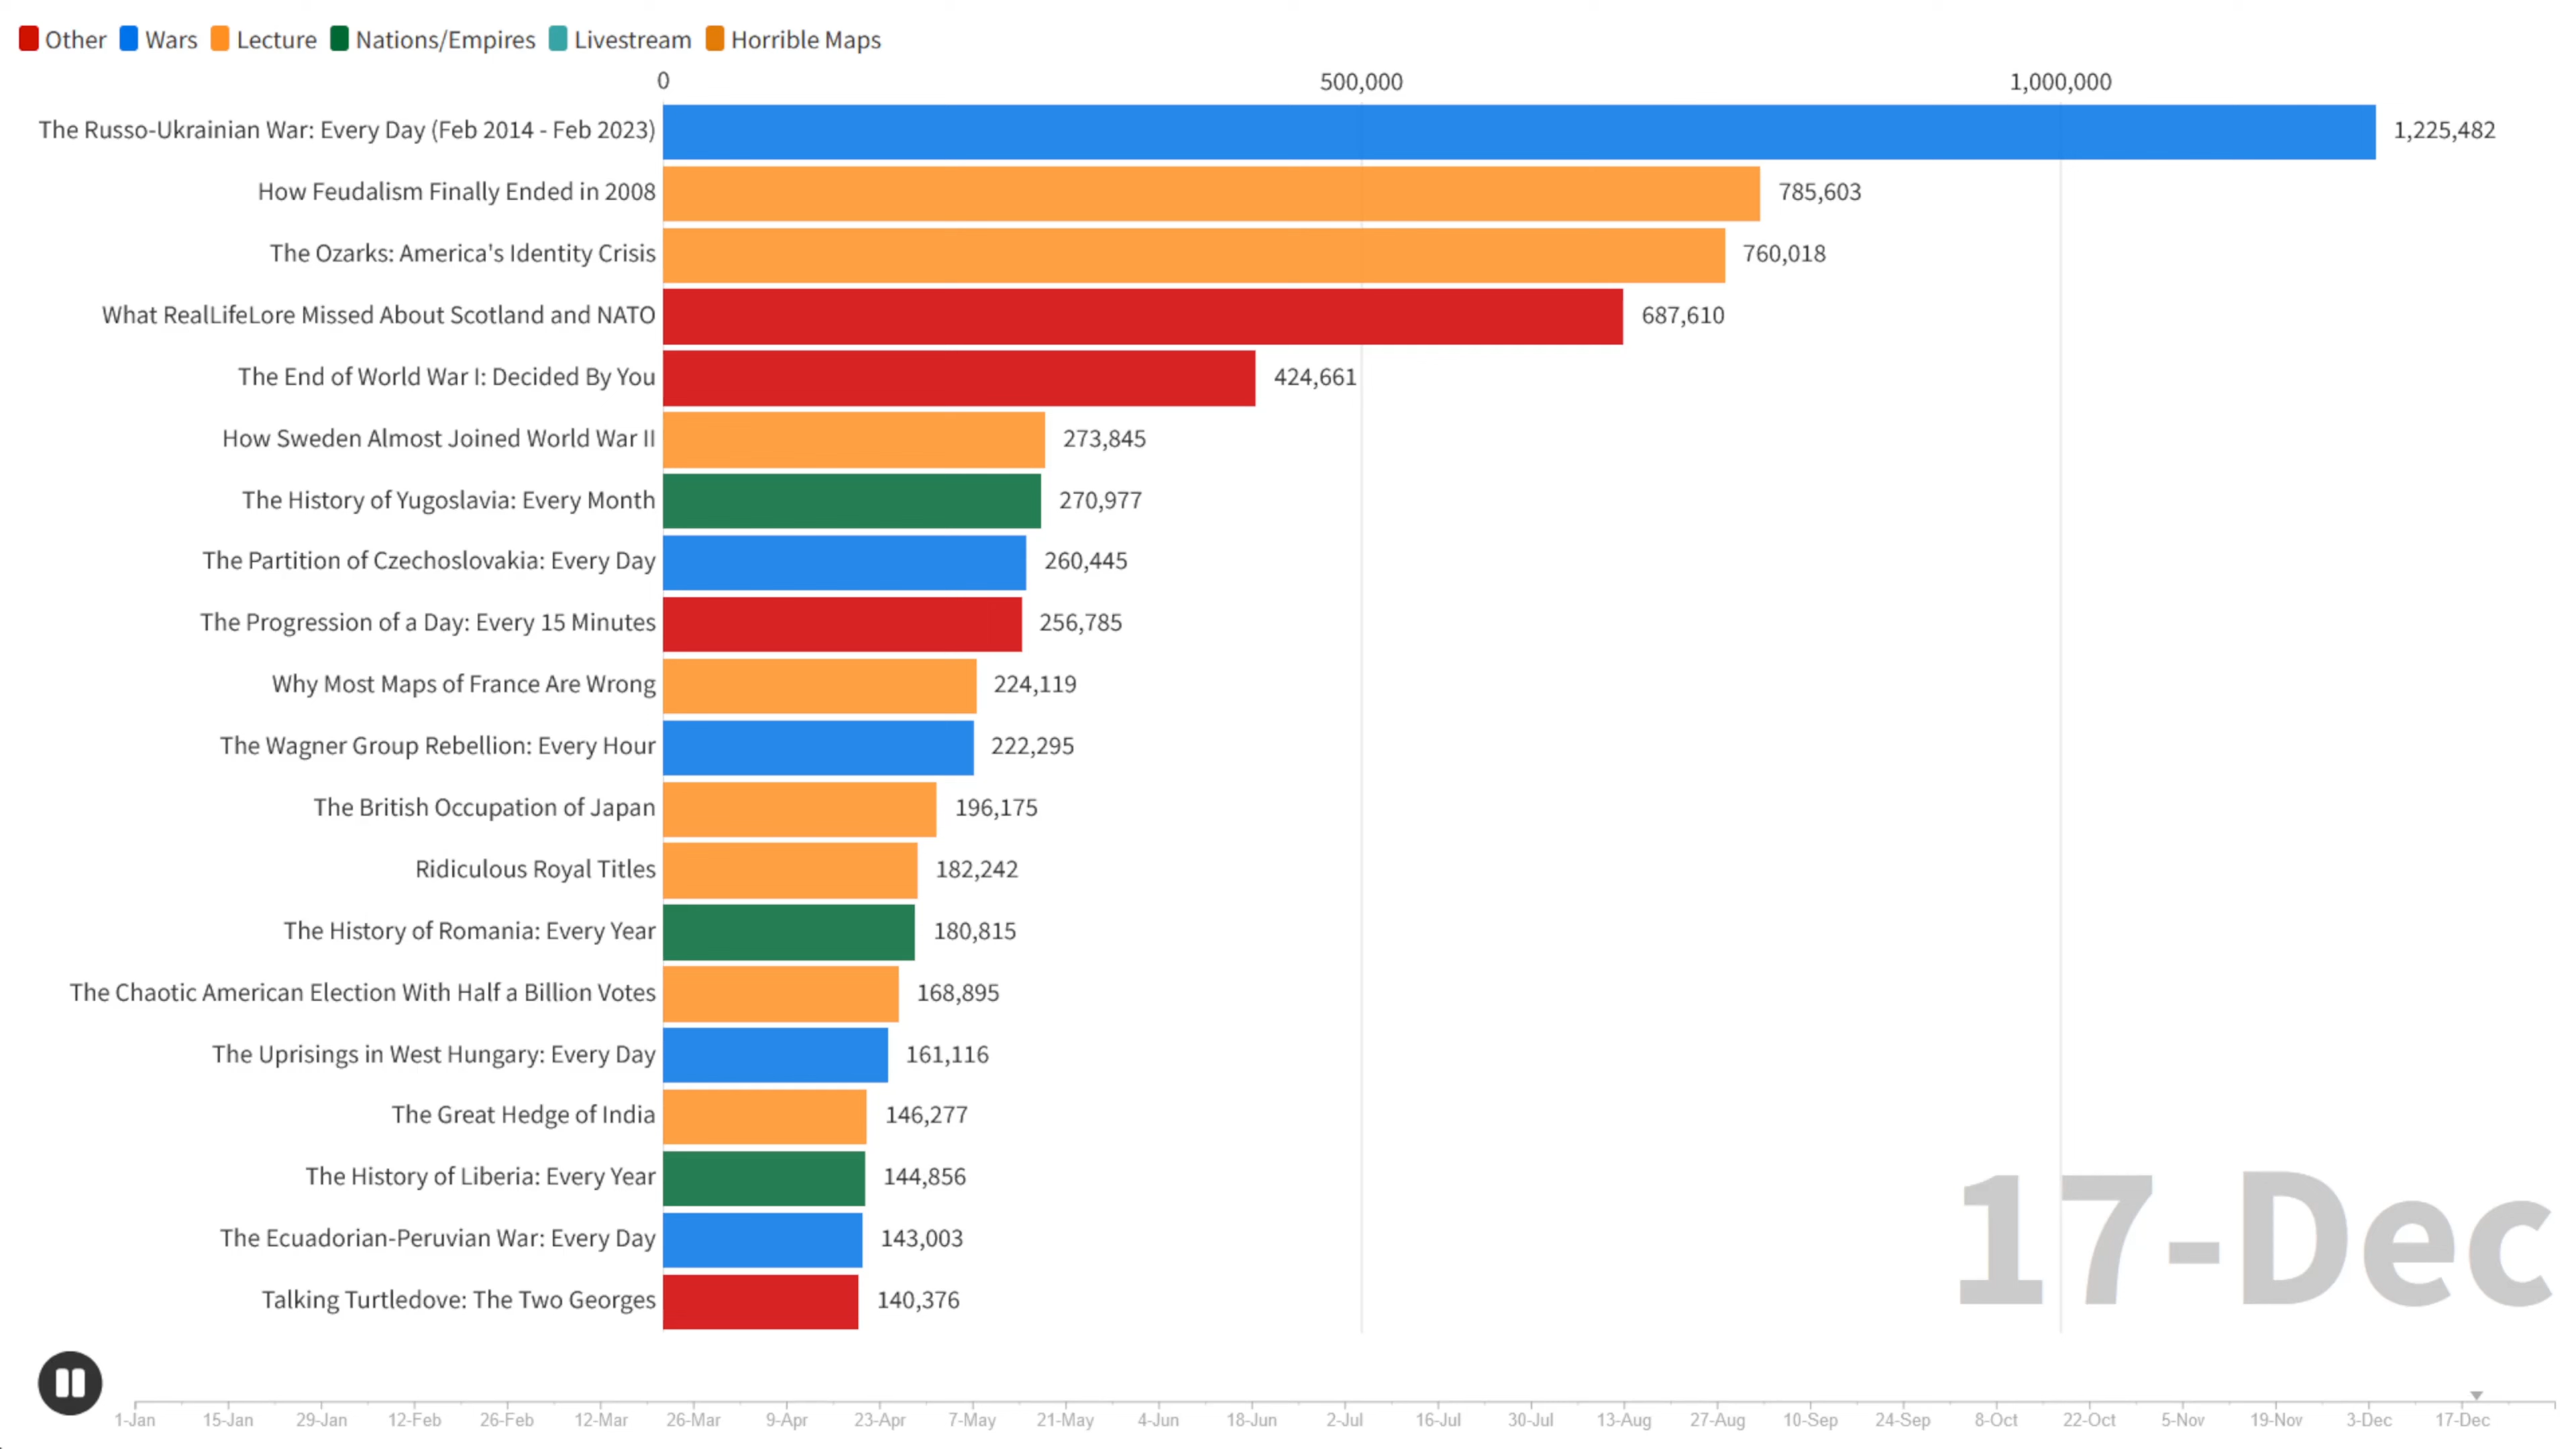 Other Wars Lecture Nations/Empires Livestream Horrible Maps
0 500,000 1,000,000
The Russo-Ukrainian War: Every Day (Feb 2014 - Feb 2023) 1,225,482
How Feudalism Finally Ended in 2008 785,603
The Ozarks: America's Identity Crisis 760,018
What RealLifeLore Missed About Scotland and NATO 687,610
The End of World War I: Decided By You 424,661
How Sweden Almost Joined World War II 273,845
The History of Yugoslavia: Every Month 270,977
The Partition of Czechoslovakia: Every Day 260,445
The Progression of a Day: Every 15 Minutes 256,785
Why Most Maps of France Are Wrong 224,119
The Wagner Group Rebellion: Every Hour 222,295
The British Occupation of Japan 196,175
Ridiculous Royal Titles 182,242
The History of Romania: Every Year 180,815
The Chaotic American Election With Half a Billion Votes 168,895
The Uprisings in West Hungary: Every Day 161,116
The Great Hedge of India 146,277
The History of Liberia: Every Year 144,856
The Ecuadorian-Peruvian War: Every Day 143,003
Talking Turtledove: The Two Georges 140,376
17-Dec
1-Jan 15-Jan 29-Jan 12-Feb 26-Feb 12-Mar 26-Mar 9-Apr 23-Apr 7-May 21-May 4-Jun 18-Jun 2-Jul 16-Jul 30-Jul 13-Aug 27-Aug 10-Sep 24-Sep 8-Oct 22-Oct 5-Nov 19-Nov 3-Dec 17-Dec